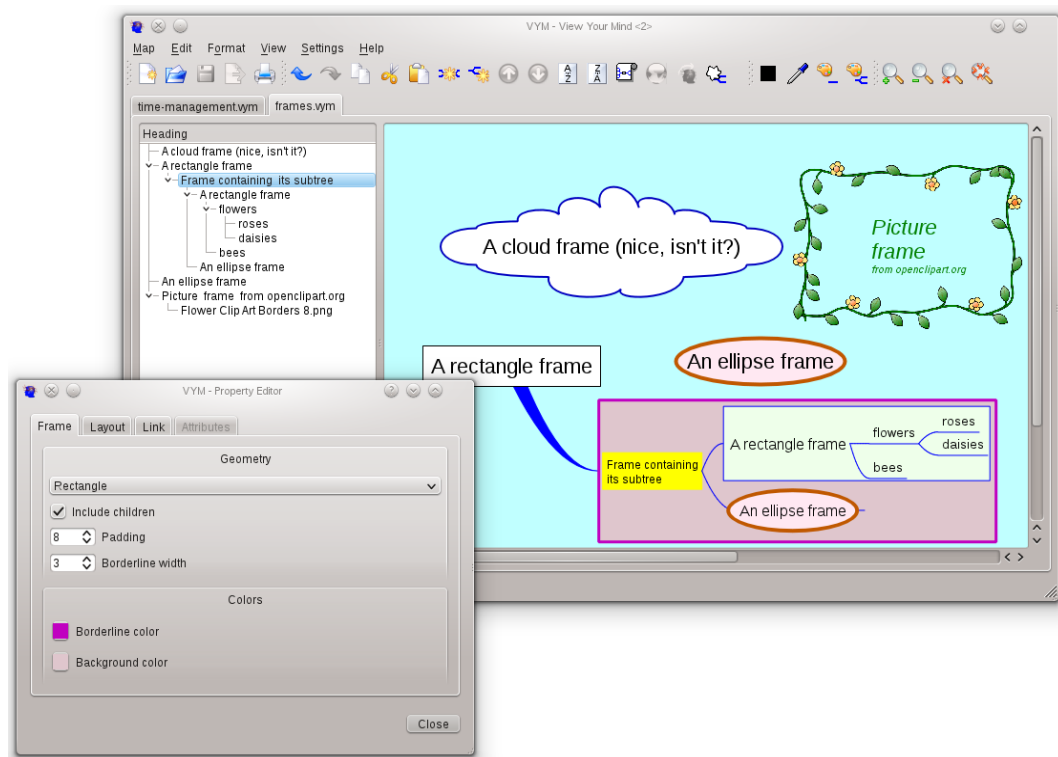 VYM - View Your Mind <2>
Map Edit Format View Settings Help
A
Z
Z
A
time-management.vym frames.vym
Heading
A cloud frame (nice, isn't it?)
A rectangle frame
Frame containing its subtree
A rectangle frame
flowers
roses
daisies
bees
An ellipse frame
An ellipse frame
Picture frame from openclipart.org
Flower Clip Art Borders 8.png
A cloud frame (nice, isn't it?)
Picture
frame
from openclipart.org
A rectangle frame
An ellipse frame
Frame containing
its subtree
A rectangle frame
flowers
roses
daisies
bees
An ellipse frame
VYM - Property Editor
Frame Layout Link Attributes
Geometry
Rectangle
Include children
8 Padding
3 Borderline width
Colors
Borderline color
Background color
Close